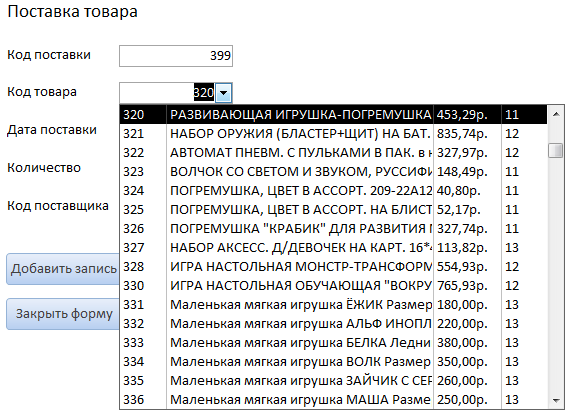 Поставка товара
Код поставки 399
Код товара 320
320 РАЗВИВАЮЩАЯ ИГРУШКА-ПОГРЕМУШКА 453,29р. 11
321 НАБОР ОРУЖИЯ (БЛАСТЕР+ЩИТ) НА БАТ. 835,74р. 12
Дата поставки
322 АВТОМАТ ПНЕВМ. С ПУЛЬКАМИ В ПАК. в к 327,97р. 12
323 ВОЛЧОК СО СВЕТОМ И ЗВУКОМ, РУССИФИ 148,49р. 11
Количество
324 ПОГРЕМУШКА, ЦВЕТ В АССОРТ. 209-22A12 40,80р. 11
325 ПОГРЕМУШКА, ЦВЕТ В АССОРТ. НА БЛИСТ 52,17р. 11
Код поставщика
326 ПОГРЕМУШКА "КРАБИК" ДЛЯ РАЗВИТИЯ 327,74р. 11
327 НАБОР АКСЕСС. Д/ДЕВОЧЕК НА КАРТ. 16*4 113,82р. 13
Добавить запись
328 ИГРА НАСТОЛЬНАЯ МОНСТР-ТРАНСФОРМ 554,93р. 12
330 ИГРА НАСТОЛЬНАЯ ОБУЧАЮЩАЯ "ВОКРУ 765,93р. 12
331 Маленькая мягкая игрушка ЁЖИК Размер 180,00р. 13
Закрыть форму
332 Маленькая мягкая игрушка АЛЬФ ИНОПЛ 220,00р. 13
333 Маленькая мягкая игрушка БЕЛКА Ледни 380,00р. 13
334 Маленькая мягкая игрушка ВОЛК Размер 350,00р. 13
335 Маленькая мягкая игрушка ЗАЙЧИК С СЕР 260,00р. 13
336 Маленькая мягкая игрушка МАША Разме 250,00р. 13